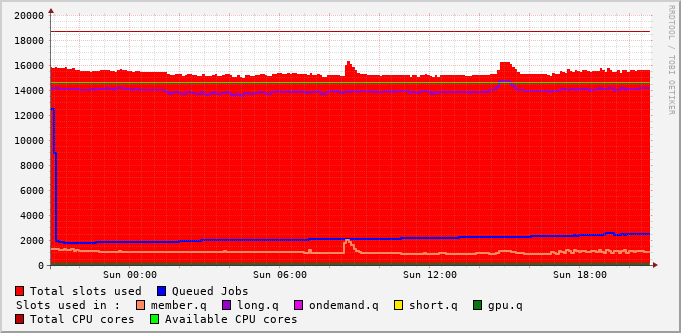 20000
18000
16000
14000
12000
10000
8000
6000
4000
2000
0
Sun 00:00 Sun 06:00 Sun 12:00 Sun 18:00
RRDTOOL / TOBI OETIKER
Total slots used Queued Jobs
Slots used in : member.q long.q ondemand.q short.q gpu.q
Total CPU cores Available CPU cores